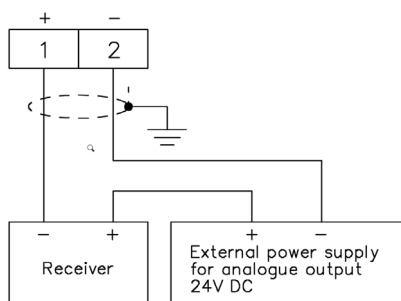 + -
1 2
- + + -
Receiver
External power supply
for analogue output
24V DC